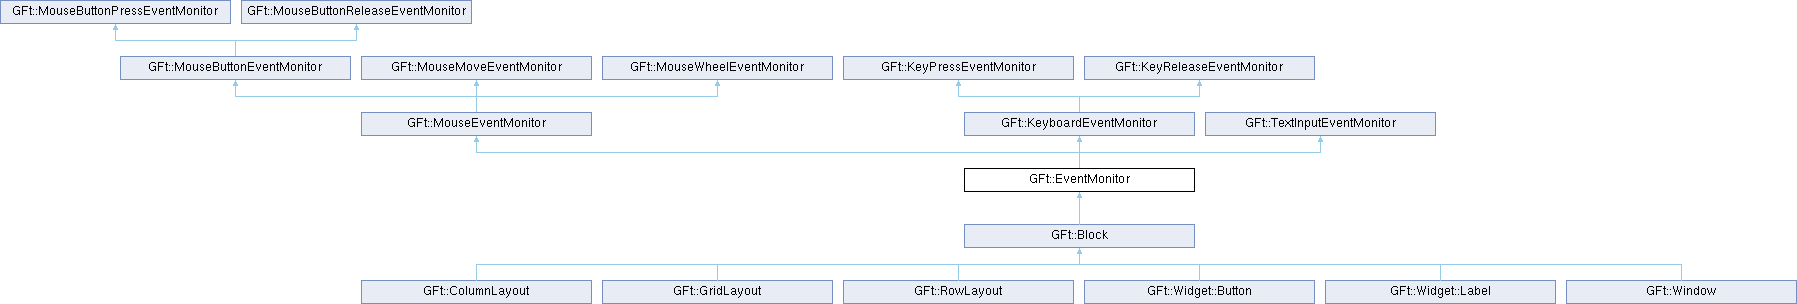 GFt::MouseButtonPressEventMonitor
GFt::MouseButtonReleaseEventMonitor
GFt::MouseButtonEventMonitor
GFt::MouseMoveEventMonitor
GFt::MouseWheelEventMonitor
GFt::KeyPressEventMonitor
GFt::KeyReleaseEventMonitor
GFt::MouseEventMonitor
GFt::KeyboardEventMonitor
GFt::TextInputEventMonitor
GFt::EventMonitor
GFt::Block
GFt::ColumnLayout
GFt::GridLayout
GFt::RowLayout
GFt::Widget::Button
GFt::Widget::Label
GFt::Window